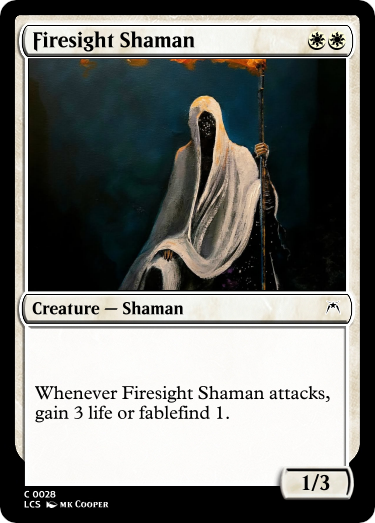 Firesight Shaman
Creature — Shaman
Whenever Firesight Shaman attacks,
gain 3 life or fablefind 1.
1/3
C 0028
LCS MK COOPER